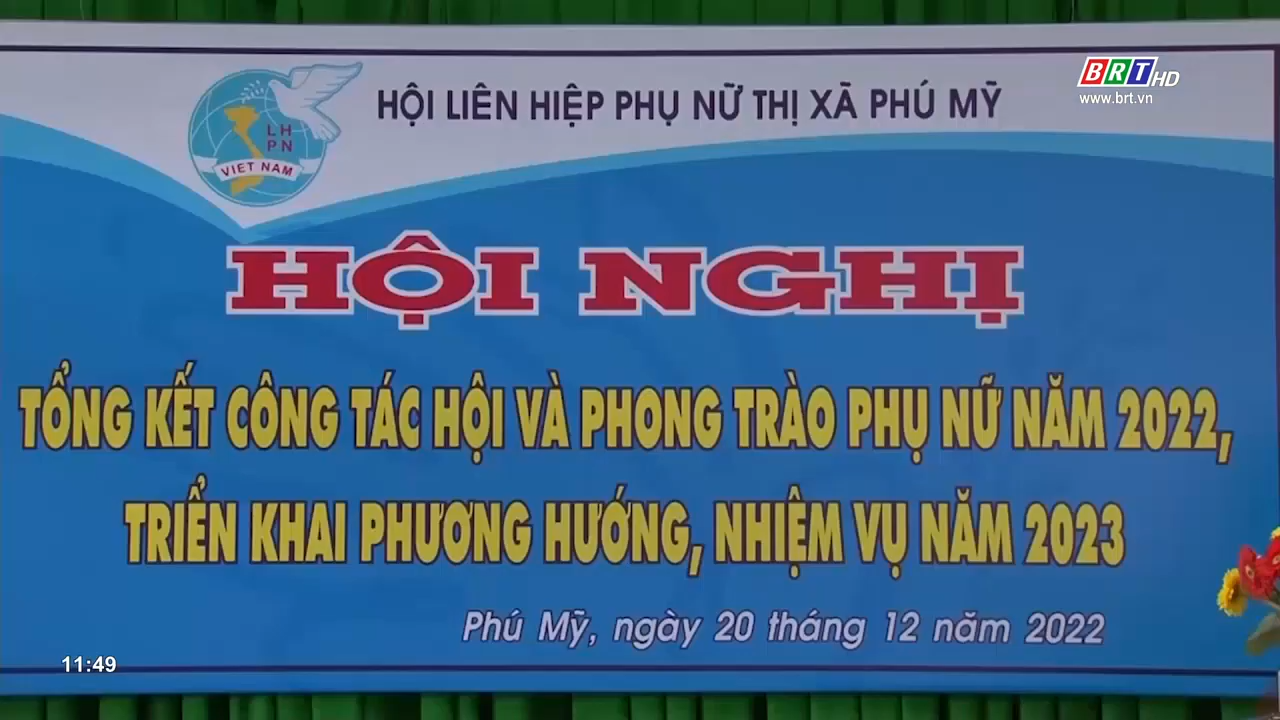 BRT HD
www.brt.vn
HỘI LIÊN HIỆP PHỤ NỮ THỊ XÃ PHÚ MỸ
LH
PN
VIET NAM
HỘI NGHỊ
TỔNG KẾT CÔNG TÁC HỘI VÀ PHONG TRÀO PHỤ NỮ NĂM 2022,
TRIỂN KHAI PHƯƠNG HƯỚNG, NHIỆM VỤ NĂM 2023
Phú Mỹ, ngày 20 tháng 12 năm 2022
11:49